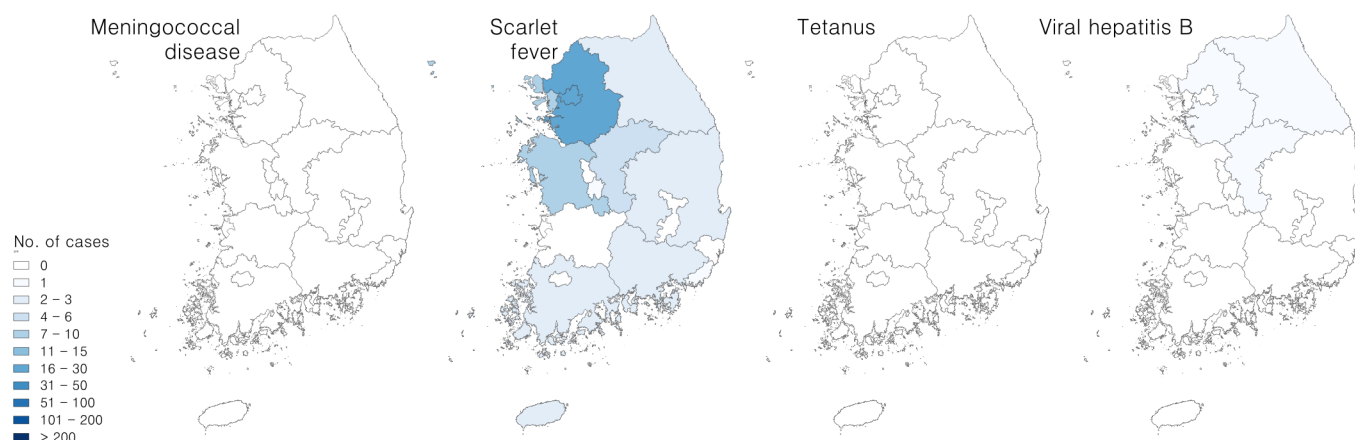 Meningococcal
disease
Scarlet
fever
Tetanus
Viral hepatitis B
No. of cases
0
1
2 – 3
4 – 6
7 – 10
11 – 15
16 – 30
31 – 50
51 – 100
101 – 200
> 200